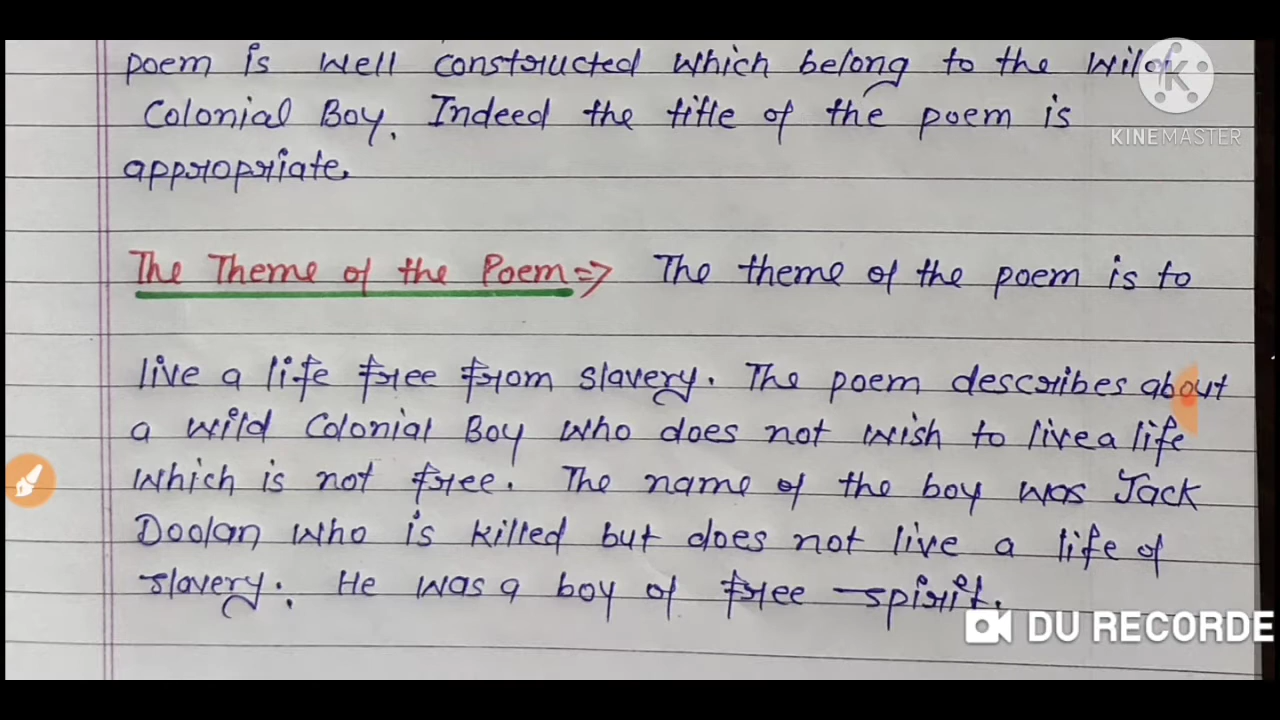 poem is well constructed which belong to the wild
Colonial Boy. Indeed the title of the poem is
KINEMASTER
appropriate.
The Theme of the Poem => The theme of the poem is to
live a life free from slavery. The poem describes about
a wild Colonial Boy who does not wish to live a life
which is not free. The name of the boy was Jack
Doolan who is killed but does not live a life of
slavery. He was a boy of free spirit.
DU RECORDE